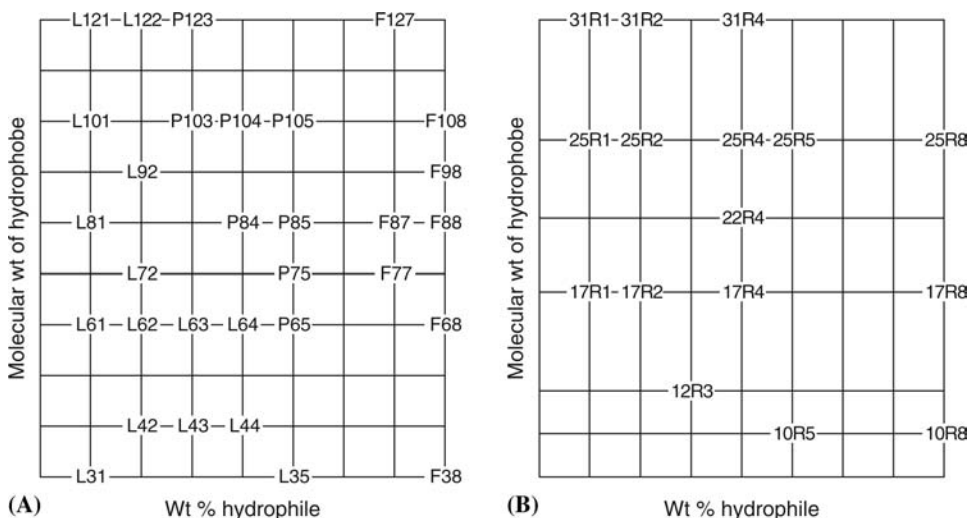 L121 L122 P123 F127
L101 P103 P104 P105 F108
L92 F98
L81 P84 P85 F87 F88
L72 P75 F77
L61 L62 L63 L64 P65 F68
L42 L43 L44
L31 L35 F38
Molecular wt of hydrophobe
(A) Wt % hydrophile
31R1 31R2 31R4
25R1 25R2 25R4 25R5 25R8
22R4
17R1 17R2 17R4 17R8
12R3
10R5 10R8
Molecular wt of hydrophobe
(B) Wt % hydrophile